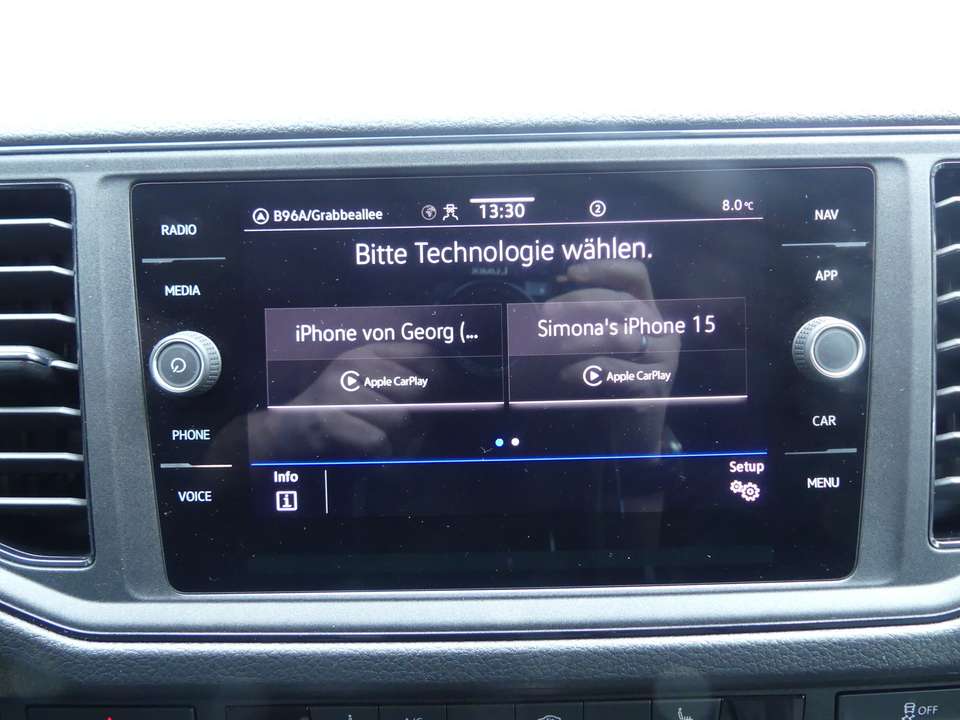 B96A/Grabbeallee 13:30 2 8.0°C
Bitte Technologie wählen.
iPhone von Georg (...
Apple CarPlay
Simona's iPhone 15
Apple CarPlay
Info
i
Setup
RADIO
MEDIA
PHONE
VOICE
NAV
APP
CAR
MENU
OFF